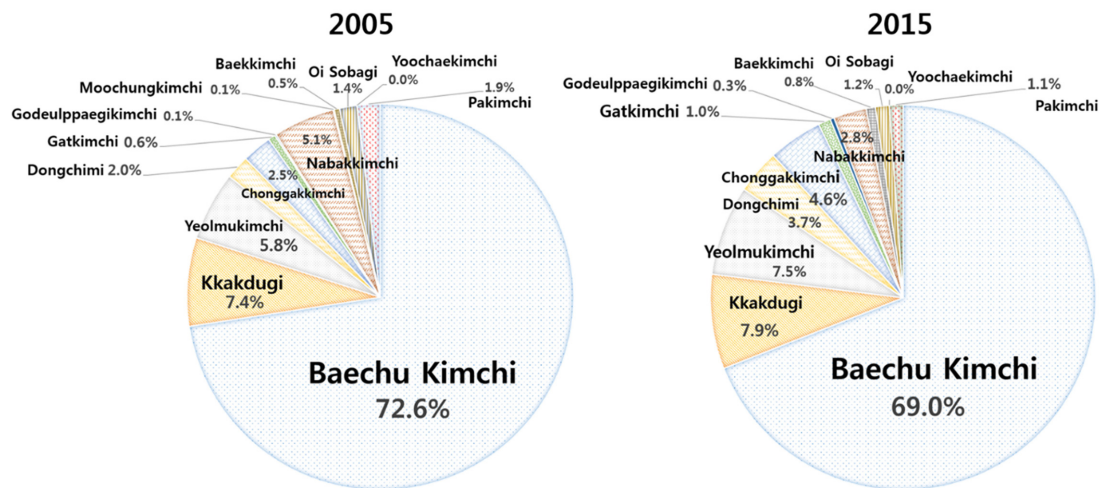 2005
Baekkimchi
0.5%
Oi Sobagi
1.4%
Yoochaekimchi
0.0%
1.9%
Pakimchi
Moochungkimchi
0.1%
Godeulppaegikimchi 0.1%
Gatkimchi 0.6%
Dongchimi 2.0%
5.1%
Nabakkimchi
2.5%
Chonggakkimchi
Yeolmukimchi
5.8%
Kkakdugi
7.4%
Baechu Kimchi
72.6%
2015
Baekkimchi
0.8%
Oi Sobagi
1.2%
0.0%
Yoochaekimchi
1.1%
Pakimchi
Godeulppaegikimchi 0.3%
Gatkimchi 1.0%
2.8%
Nabakkimchi
Chonggakkimchi
4.6%
Dongchimi
3.7%
Yeolmukimchi
7.5%
Kkakdugi
7.9%
Baechu Kimchi
69.0%